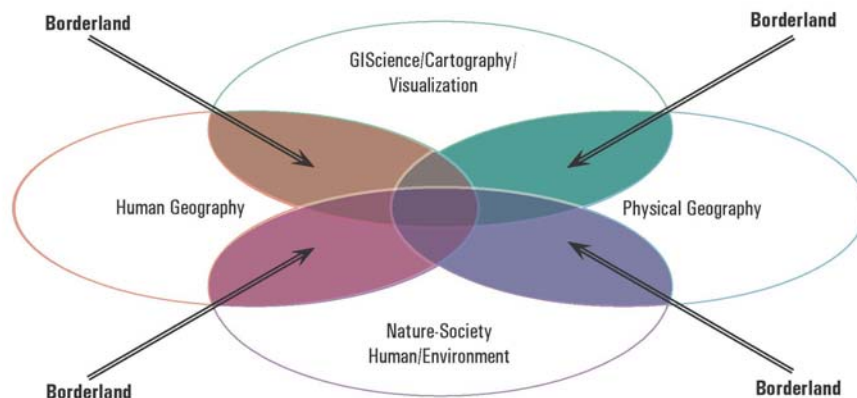 Borderland
Borderland
GIScience/Cartography/
Visualization
Human Geography
Physical Geography
Nature-Society
Human/Environment
Borderland
Borderland